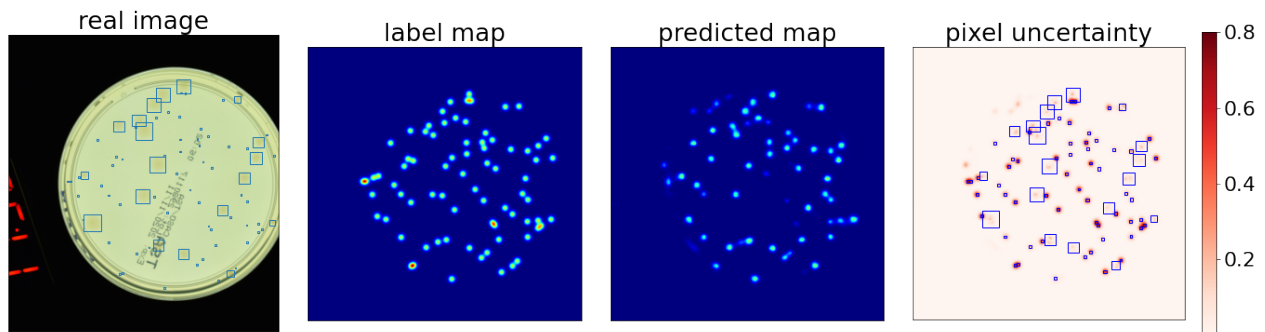 real image
label map
predicted map
pixel uncertainty
0.8
0.6
0.4
0.2